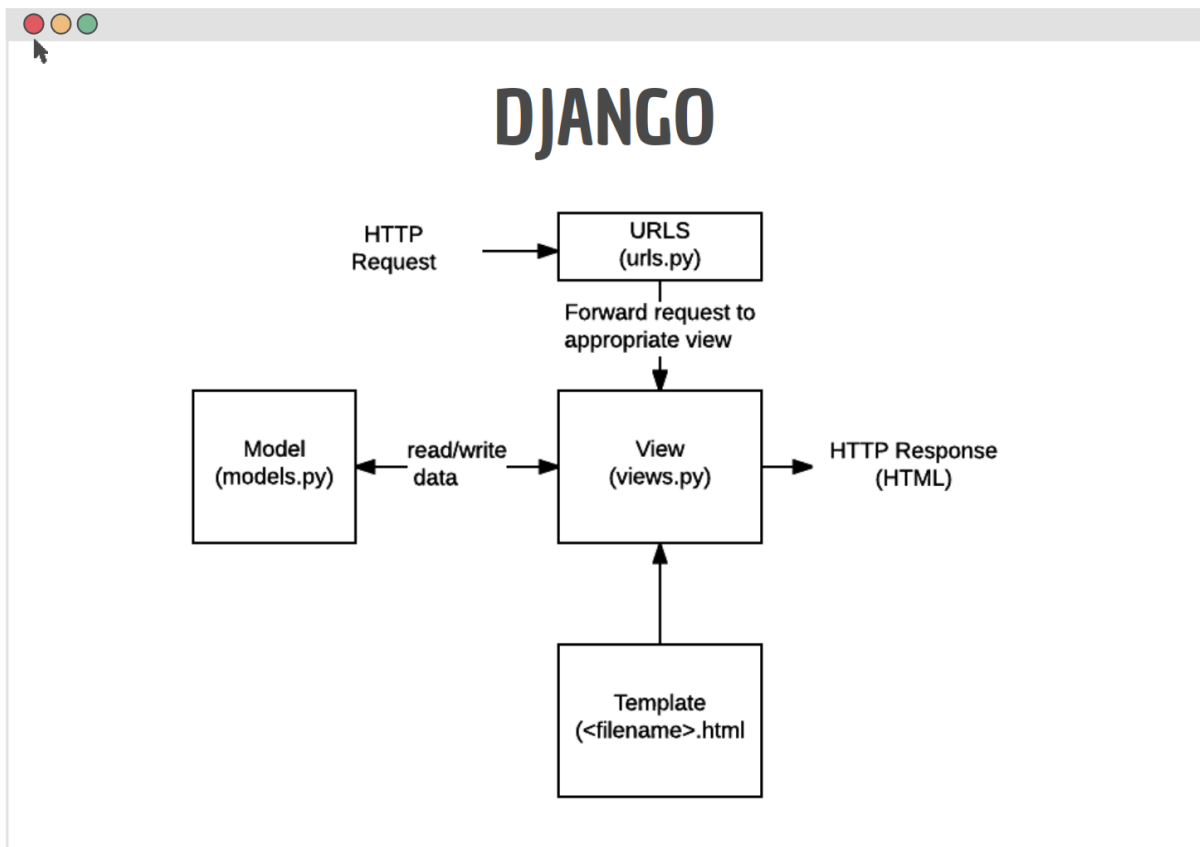 DJANGO
HTTP
Request
URLS
(urls.py)
Forward request to
appropriate view
Model
(models.py)
read/write
data
View
(views.py)
HTTP Response
(HTML)
Template
(<filename>.html